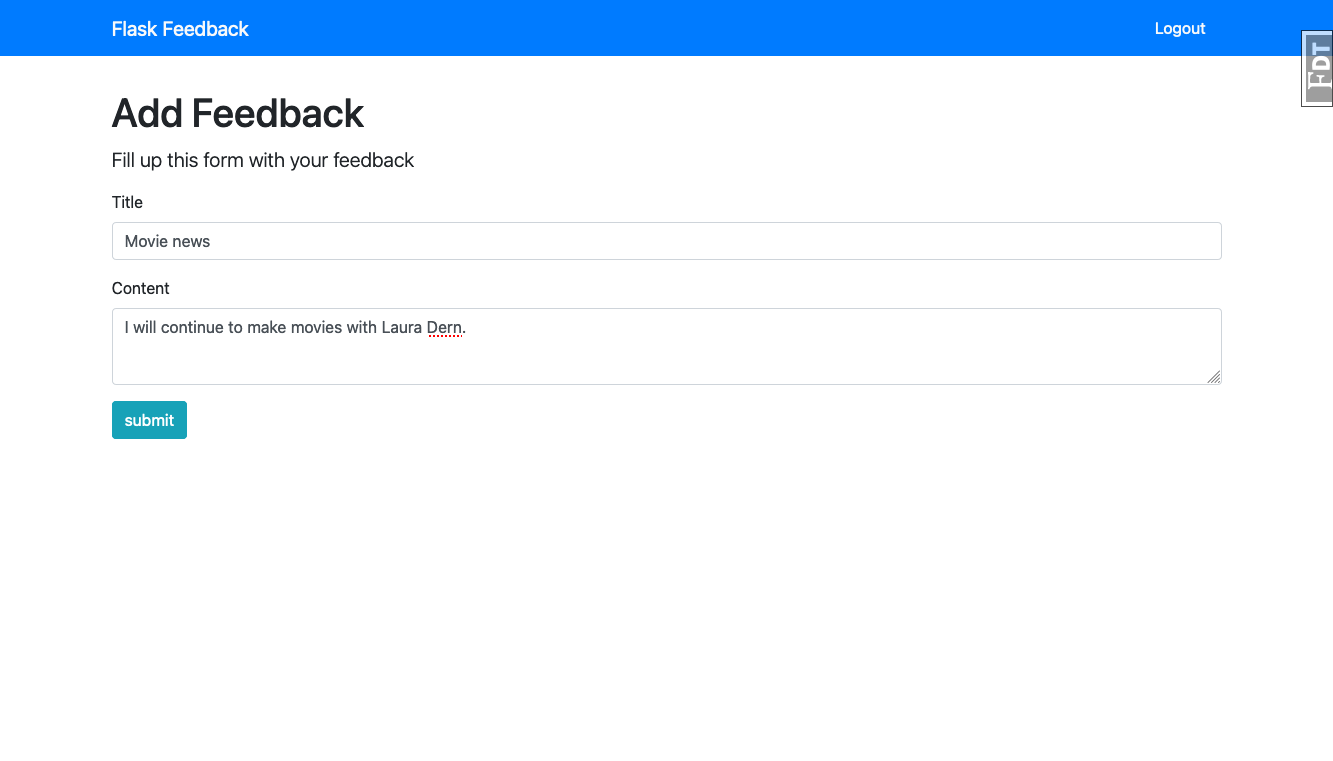 Flask Feedback Logout
FDT
Add Feedback
Fill up this form with your feedback
Title
Movie news
Content
I will continue to make movies with Laura Dern.
submit